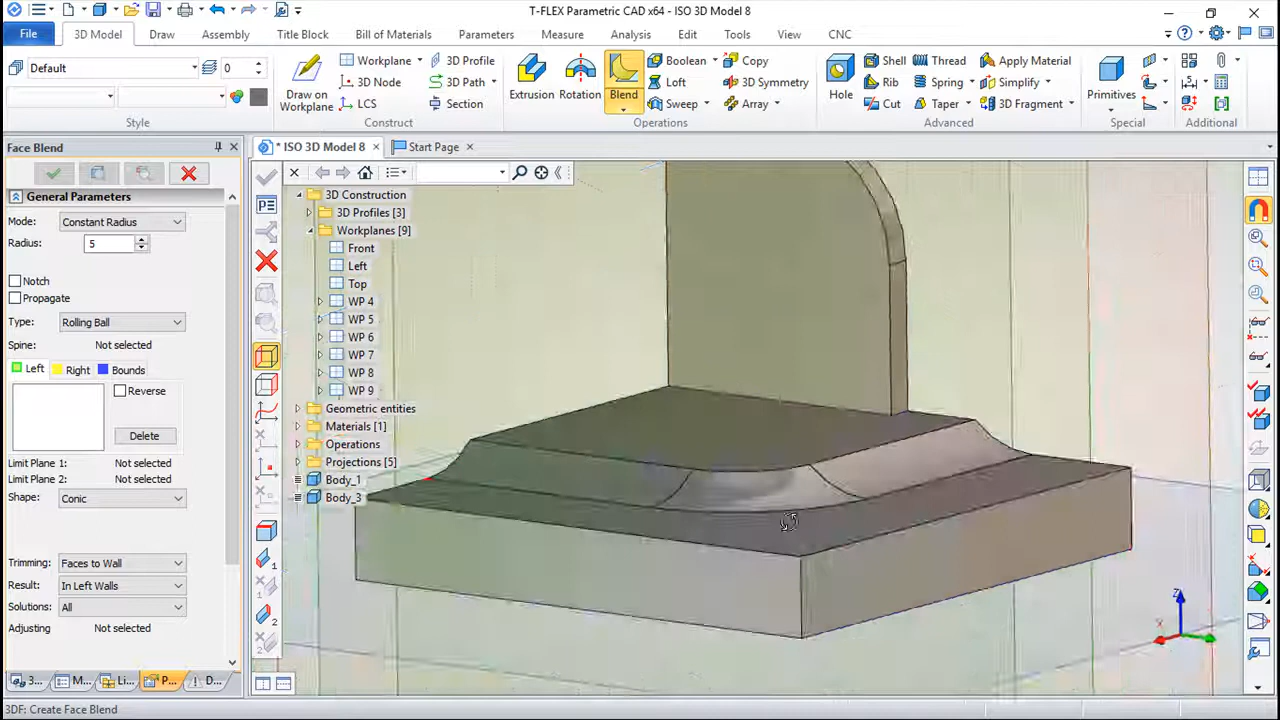 T-FLEX Parametric CAD x64 - ISO 3D Model 8
File 3D Model Draw Assembly Title Block Bill of Materials Parameters Measure Analysis Edit Tools View CNC
Default 0
Style
Draw on Workplane
Workplane
3D Node
LCS
3D Profile
3D Path
Section
Construct
Extrusion
Rotation
Blend
Boolean
Loft
Sweep
Copy
3D Symmetry
Array
Operations
Hole
Shell
Rib
Cut
Thread
Spring
Taper
Apply Material
Simplify
3D Fragment
Advanced
Primitives
Special
Additional
Face Blend
* ISO 3D Model 8
Start Page
General Parameters
Mode: Constant Radius
Radius: 5
Notch
Propagate
Type: Rolling Ball
Spine: Not selected
Left Right Bounds
Reverse
Delete
Limit Plane 1: Not selected
Limit Plane 2: Not selected
Shape: Conic
Trimming: Faces to Wall
Result: In Left Walls
Solutions: All
Adjusting Not selected
3... M... Li... P... D...
3D Construction
3D Profiles [3]
Workplanes [9]
Front
Left
Top
WP 4
WP 5
WP 6
WP 7
WP 8
WP 9
Geometric entities
Materials [1]
Operations
Projections [5]
Body_1
Body_3
Z
X
3DF: Create Face Blend